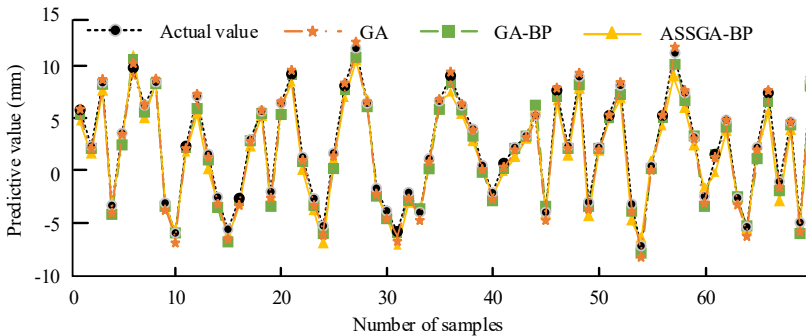 15
Actual value GA GA-BP ASSGA-BP
10
5
0
-5
-10
Predictive value (mm)
0 10 20 30 40 50 60
Number of samples